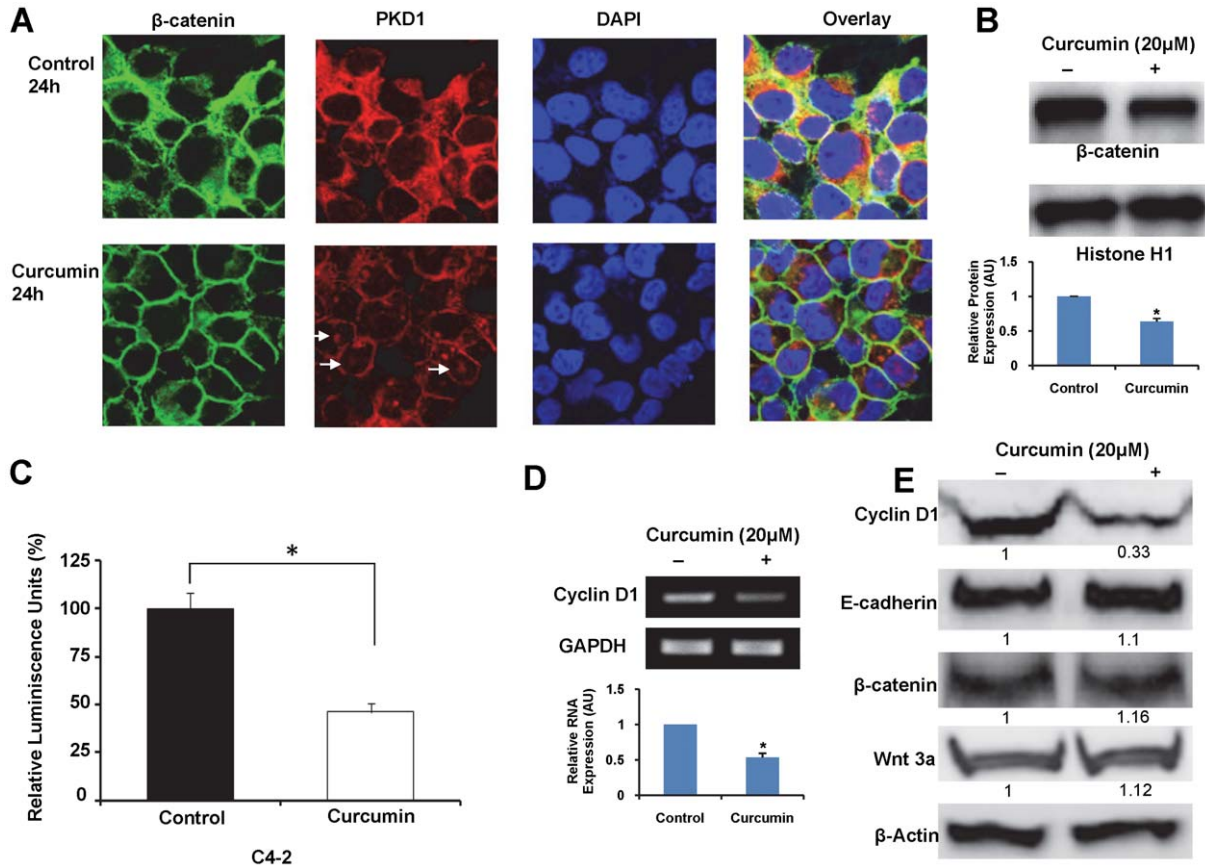 A
β-catenin
PKD1
DAPI
Overlay
Control
24h
Curcumin
24h
B
Curcumin (20μM)
– +
β-catenin
Histone H1
Relative Protein
Expression (AU)
1.5
1
0.5
0
*
Control
Curcumin
C
Relative Luminiscence Units (%)
125
100
75
50
25
0
*
Control
Curcumin
C4-2
D
Curcumin (20μM)
– +
Cyclin D1
GAPDH
Relative RNA
Expression (AU)
1.5
1
0.5
0
*
Control
Curcumin
E
Curcumin (20μM)
– +
Cyclin D1
1 0.33
E-cadherin
1 1.1
β-catenin
1 1.16
Wnt 3a
1 1.12
β-Actin